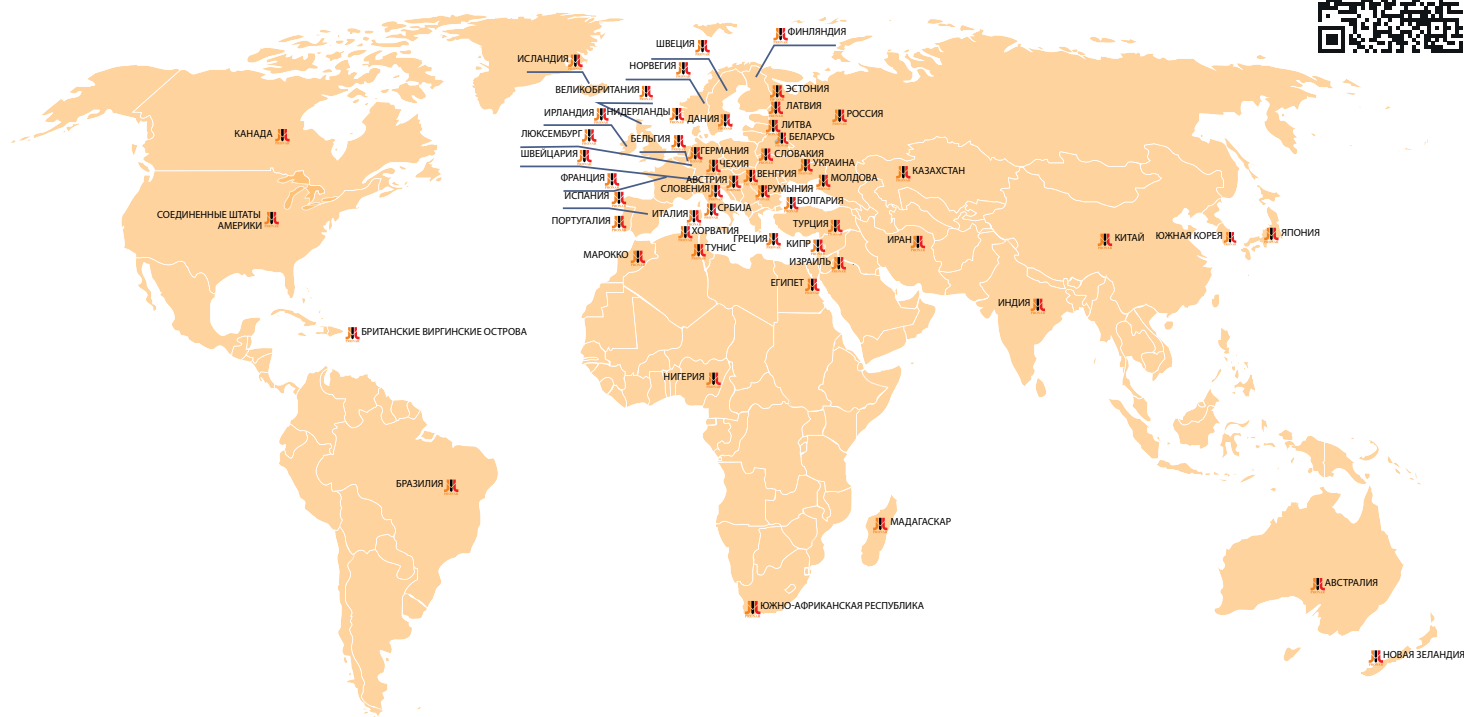 ФИНЛЯНДИЯ
ШВЕЦИЯ
ИСЛАНДИЯ
НОРВЕГИЯ
ВЕЛИКОБРИТАНИЯ
ЭСТОНИЯ
ЛАТВИЯ
ИРЛАНДИЯ
НИДЕРЛАНДЫ
ДАНИЯ
РОССИЯ
ЛИТВА
КАНАДА
ЛЮКСЕМБУРГ
БЕЛЬГИЯ
БЕЛАРУСЬ
ШВЕЙЦАРИЯ
ГЕРМАНИЯ
СЛОВАКИЯ
ЧЕХИЯ
УКРАИНА
КАЗАХСТАН
ФРАНЦИЯ
АВСТРИЯ
ВЕНГРИЯ
МОЛДОВА
СЛОВЕНИЯ
РУМЫНИЯ
ИСПАНИЯ
БОЛГАРИЯ
СОЕДИНЕННЫЕ ШТАТЫ
АМЕРИКИ
ИТАЛИЯ
СРБИЈА
ПОРТУГАЛИЯ
ТУРЦИЯ
ХОРВАТИЯ
ГРЕЦИЯ
КИПР
ИРАН
КИТАЙ
ЮЖНАЯ КОРЕЯ
ЯПОНИЯ
ТУНИС
МАРОККО
ИЗРАИЛЬ
ЕГИПЕТ
ИНДИЯ
БРИТАНСКИЕ ВИРГИНСКИЕ ОСТРОВА
НИГЕРИЯ
БРАЗИЛИЯ
МАДАГАСКАР
АВСТРАЛИЯ
ЮЖНО-АФРИКАНСКАЯ РЕСПУБЛИКА
НОВАЯ ЗЕЛАНДИЯ